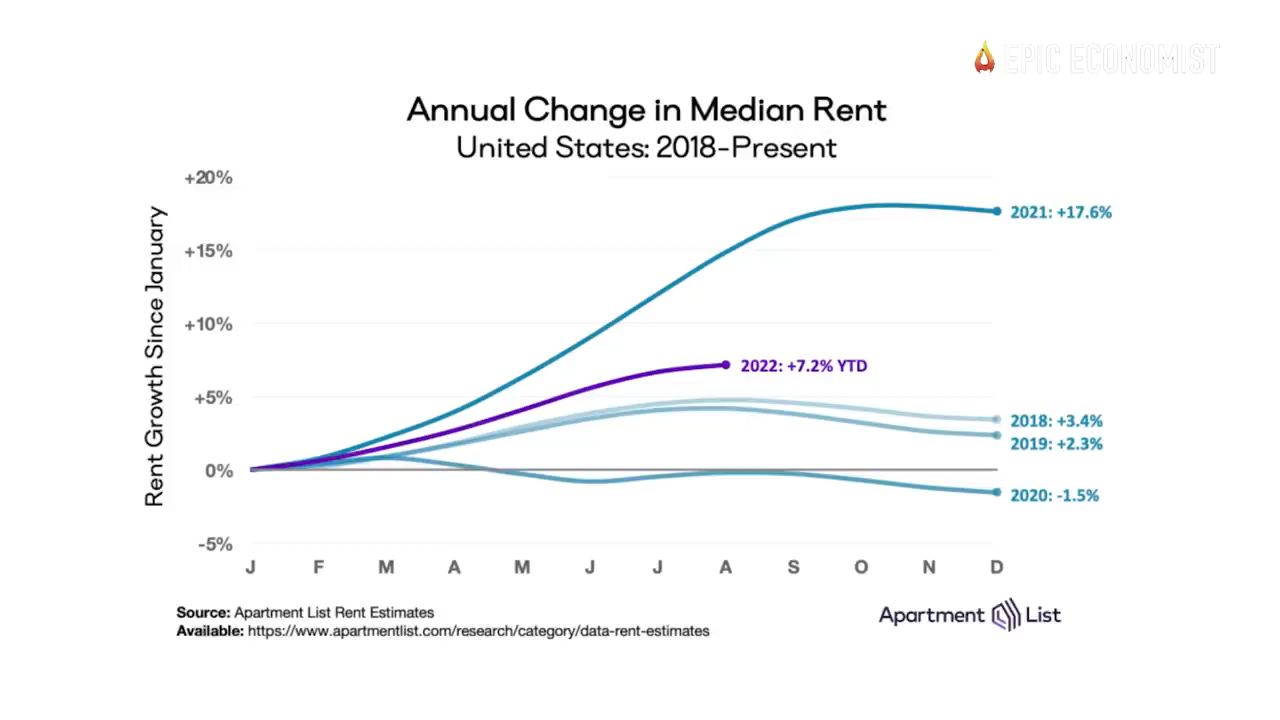 EPIC ECONOMIST
Annual Change in Median Rent
United States: 2018-Present
Rent Growth Since January
+20%
+15%
+10%
+5%
0%
-5%
2021: +17.6%
2022: +7.2% YTD
2018: +3.4%
2019: +2.3%
2020: -1.5%
J F M A M J J A S O N D
Source: Apartment List Rent Estimates
Available: https://www.apartmentlist.com/research/category/data-rent-estimates
Apartment List